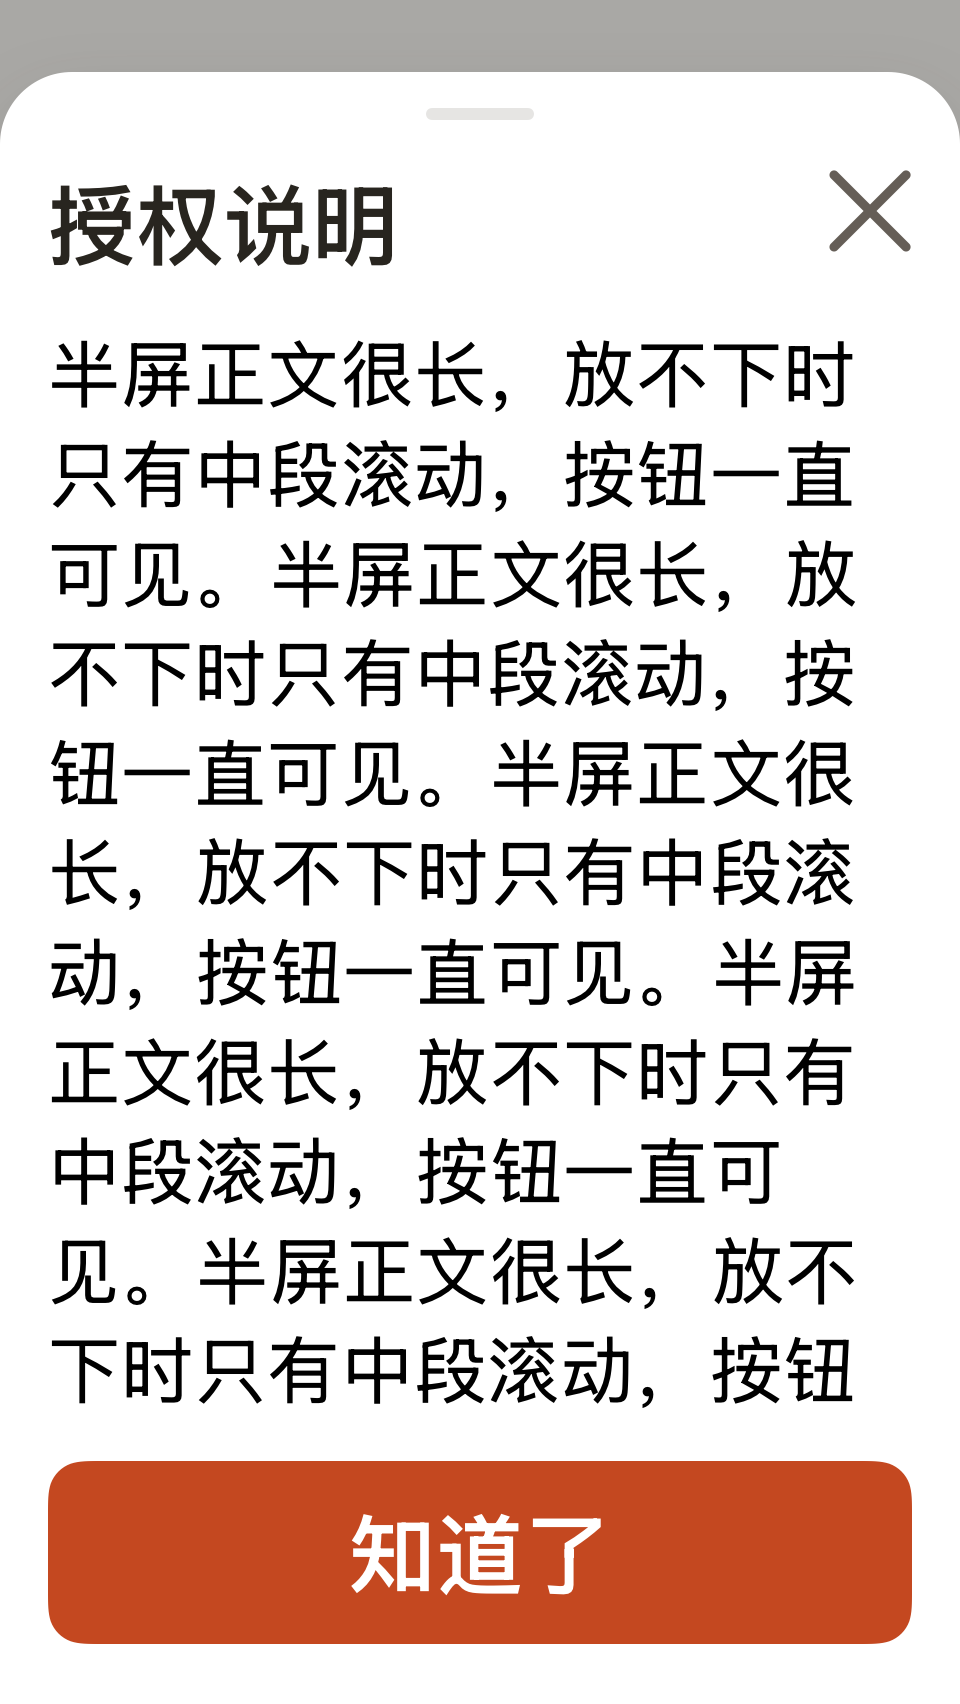 授权说明
半屏正文很长，放不下时
只有中段滚动，按钮一直
可见。半屏正文很长，放
不下时只有中段滚动，按
钮一直可见。半屏正文很
长，放不下时只有中段滚
动，按钮一直可见。半屏
正文很长，放不下时只有
中段滚动，按钮一直可
见。半屏正文很长，放不
下时只有中段滚动，按钮
知道了